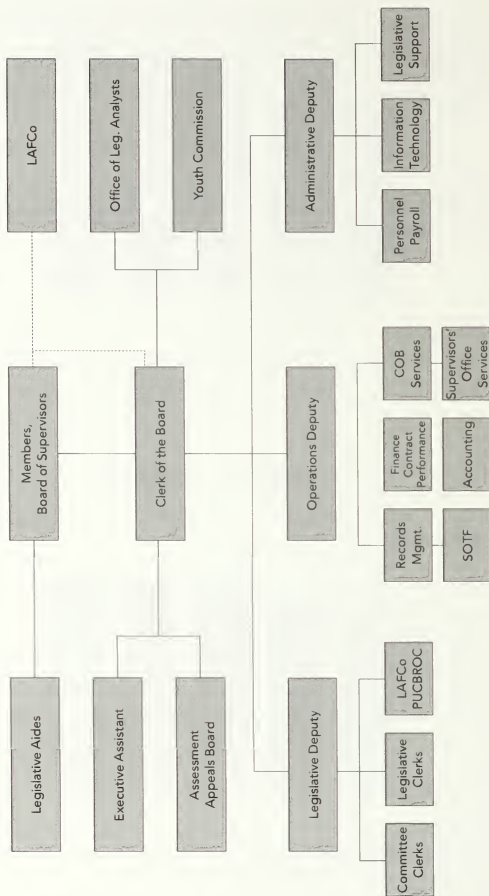 Members,
Board of Supervisors
LAFCo
Legislative Aides
Clerk of the Board
Office of Leg. Analysts
Youth Commission
Executive Assistant
Assessment
Appeals Board
Legislative Deputy
Operations Deputy
Administrative Deputy
Committee
Clerks
Legislative
Clerks
LAFCo
PUCBROC
Records
Mgmt.
Finance
Contract
Performance
COB
Services
SOTF
Accounting
Supervisors'
Office
Services
Personnel
Payroll
Information
Technology
Legislative
Support